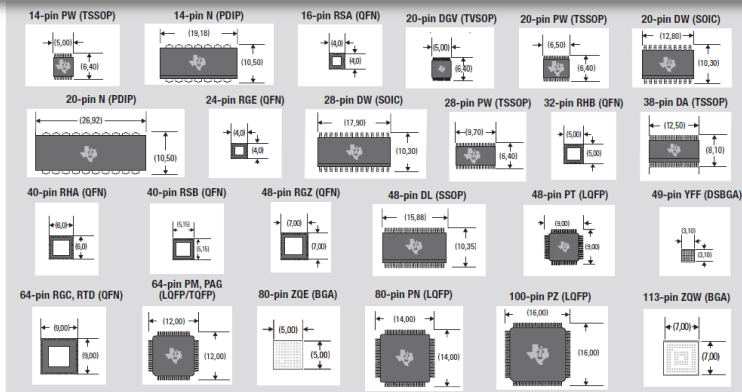 14-pin PW (TSSOP)
(5,00)
(6,40)
14-pin N (PDIP)
(19,18)
(10,50)
16-pin RSA (QFN)
(4,0)
(4,0)
20-pin DGV (TVSOP)
(5,00)
(6,40)
20-pin PW (TSSOP)
(6,50)
(6,40)
20-pin DW (SOIC)
(12,80)
(10,30)
20-pin N (PDIP)
(26,92)
(10,50)
24-pin RGE (QFN)
(4,0)
(4,0)
28-pin DW (SOIC)
(17,90)
(10,30)
28-pin PW (TSSOP)
(9,70)
(6,40)
32-pin RHB (QFN)
(5,00)
(5,00)
38-pin DA (TSSOP)
(12,50)
(8,10)
40-pin RHA (QFN)
(6,0)
(6,0)
40-pin RSB (QFN)
(5,15)
(5,15)
48-pin RGZ (QFN)
(7,00)
(7,00)
48-pin DL (SSOP)
(15,88)
(10,35)
48-pin PT (LQFP)
(9,00)
(9,00)
49-pin YFF (DSBGA)
(3,10)
(3,10)
64-pin RGC, RTD (QFN)
(9,00)
(9,00)
64-pin PM, PAG
(LQFP/TQFP)
(12,00)
(12,00)
80-pin ZQE (BGA)
(5,00)
(5,00)
80-pin PN (LQFP)
(14,00)
(14,00)
100-pin PZ (LQFP)
(16,00)
(16,00)
113-pin ZQW (BGA)
(7,00)
(7,00)